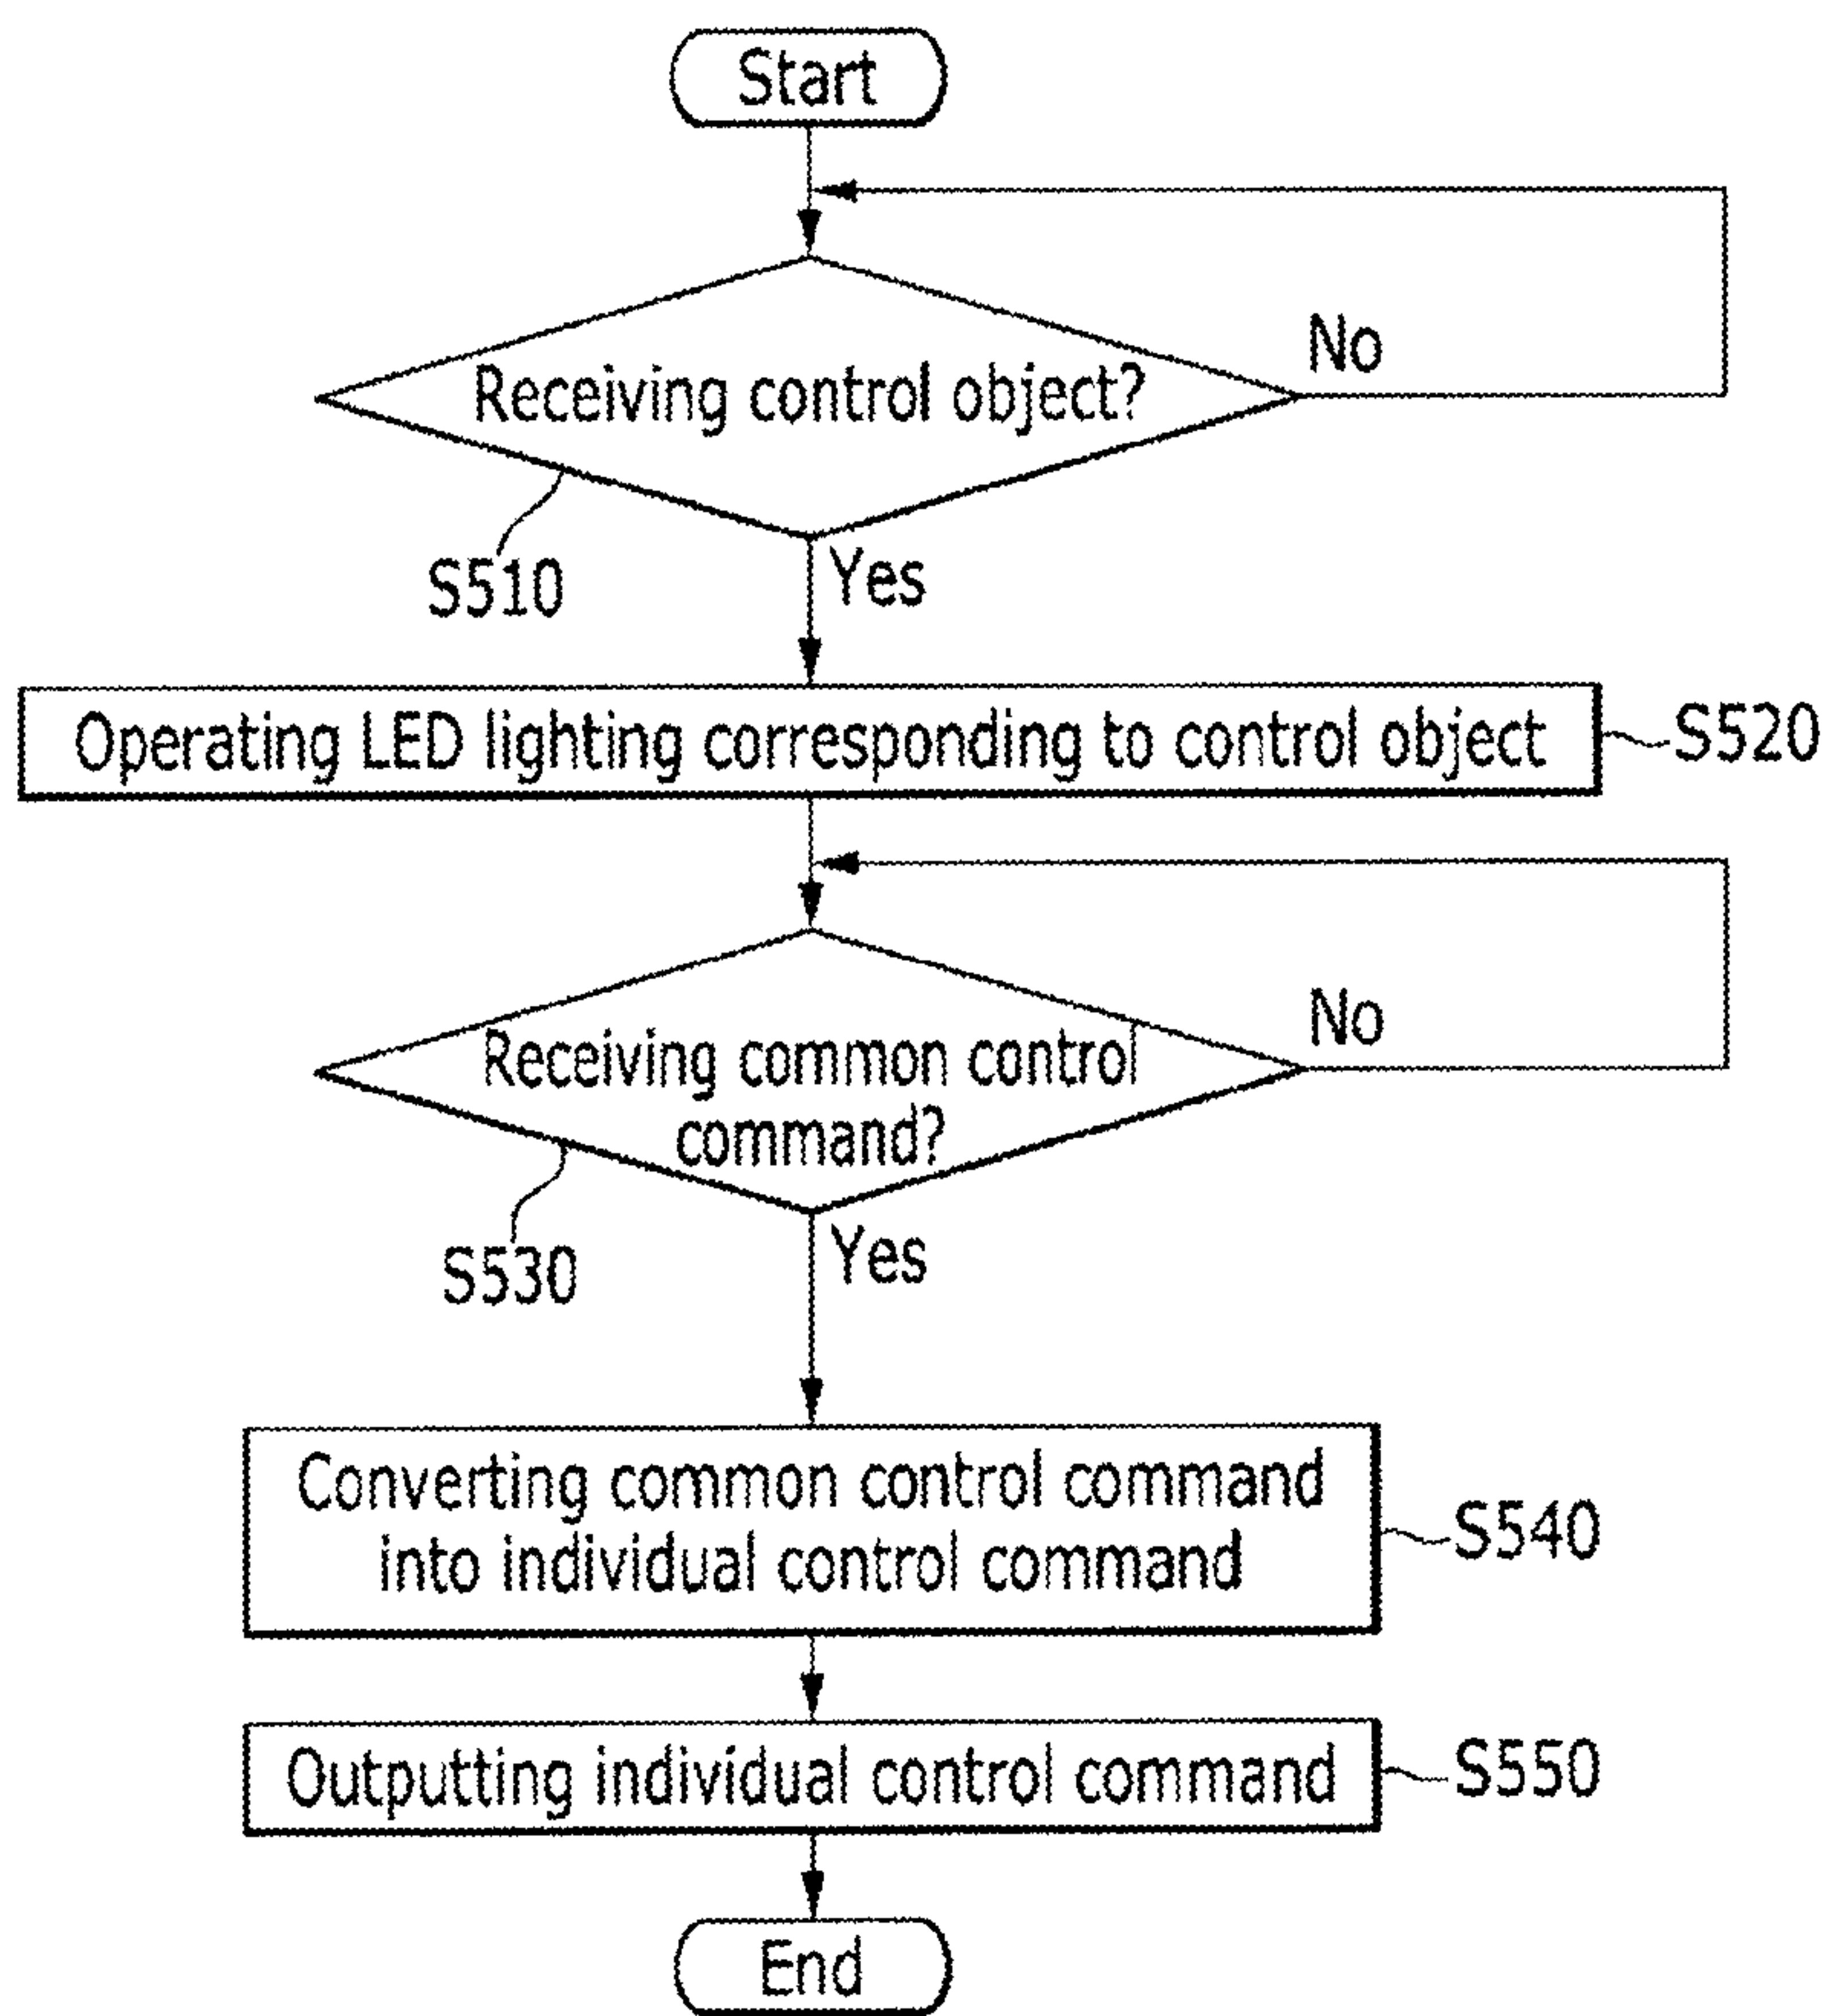 Start
Receiving control object?
No
S510
Yes
Operating LED lighting corresponding to control object
S520
Receiving common control
command?
No
S530
Yes
Converting common control command
into individual control command
S540
Outputting individual control command
S550
End